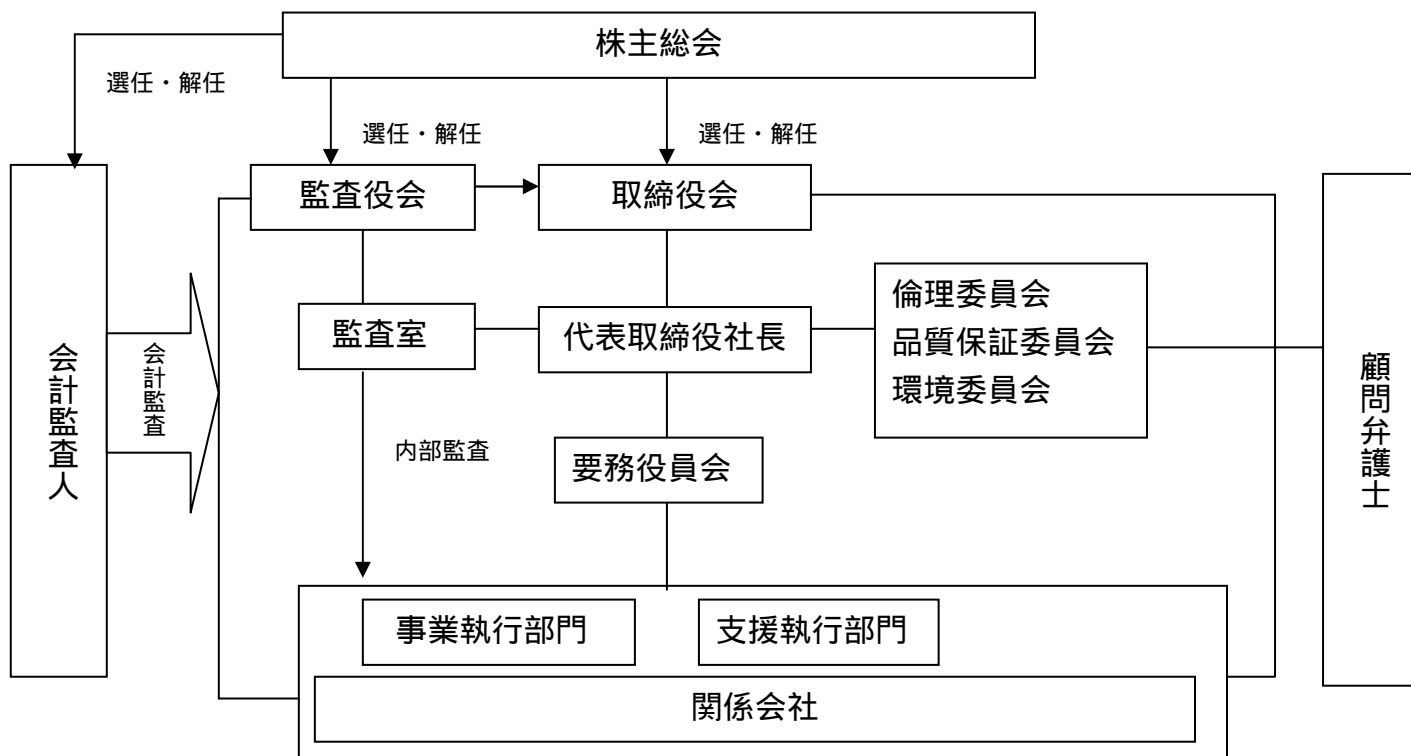 株主総会
選任・解任
選任・解任
選任・解任
監査役会
取締役会
会計監査人
会計監査
監査室
代表取締役社長
倫理委員会
品質保証委員会
環境委員会
顧問弁護士
内部監査
要務役員会
事業執行部門
支援執行部門
関係会社